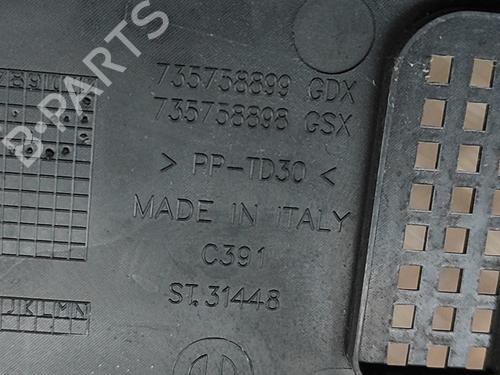 735758899 GDX
735758898 GSX
> PP-TD30 <
MADE IN ITALY
C391
ST.31448
JKLMN
B-PARTS